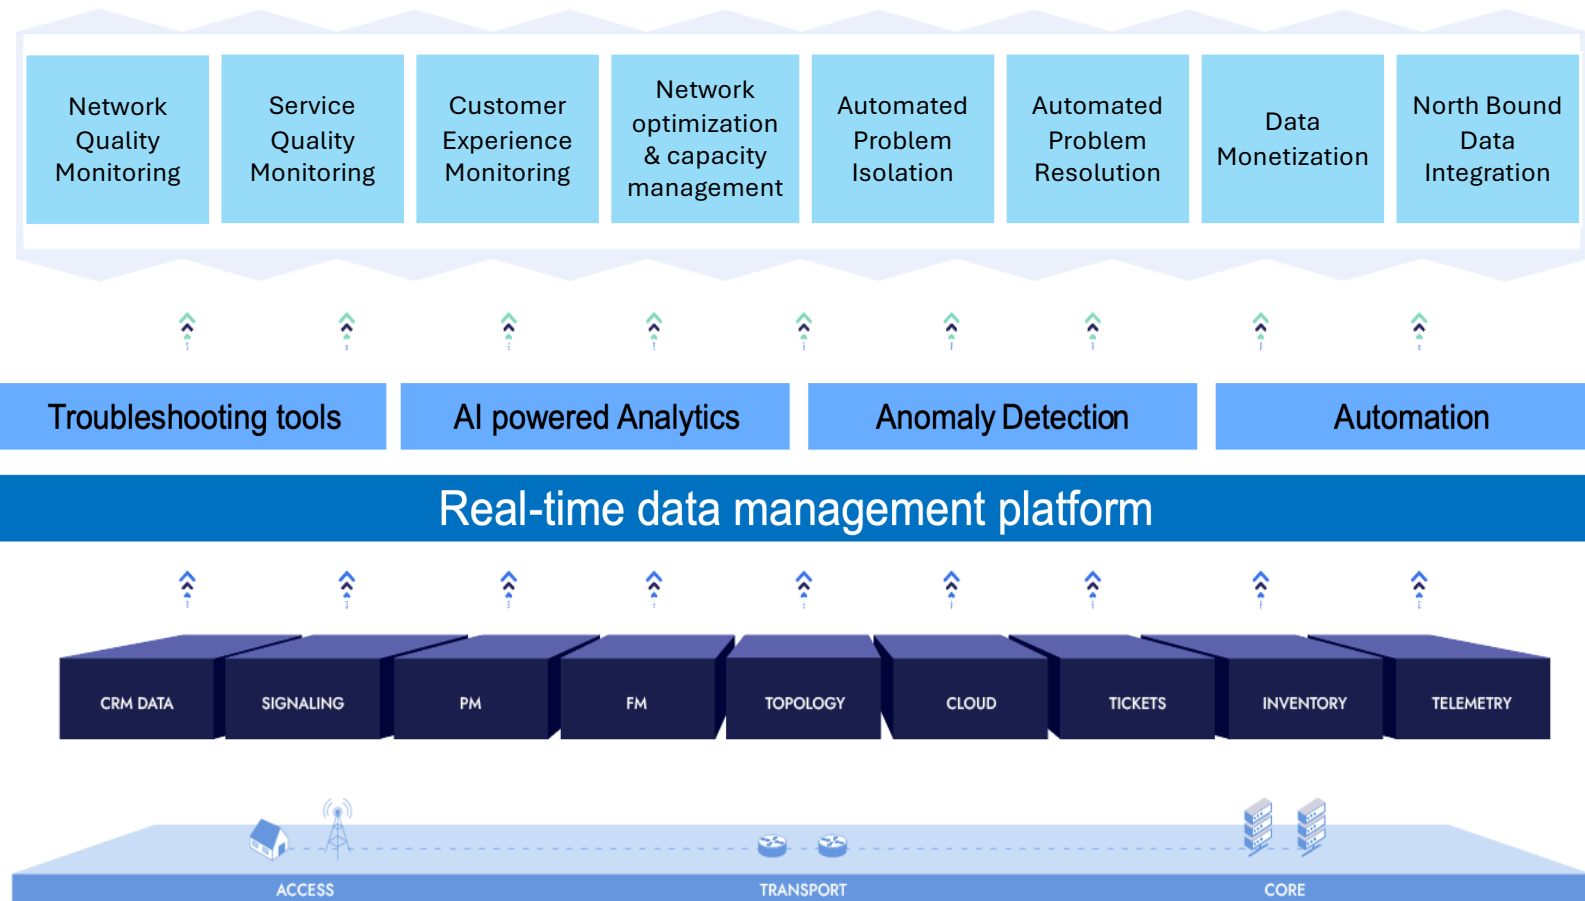 Network
Quality
Monitoring
Service
Quality
Monitoring
Customer
Experience
Monitoring
Network
optimization
& capacity
management
Automated
Problem
Isolation
Automated
Problem
Resolution
Data
Monetization
North Bound
Data
Integration
Troubleshooting tools
AI powered Analytics
Anomaly Detection
Automation
Real-time data management platform
CRM DATA
SIGNALING
PM
FM
TOPOLOGY
CLOUD
TICKETS
INVENTORY
TELEMETRY
ACCESS
TRANSPORT
CORE